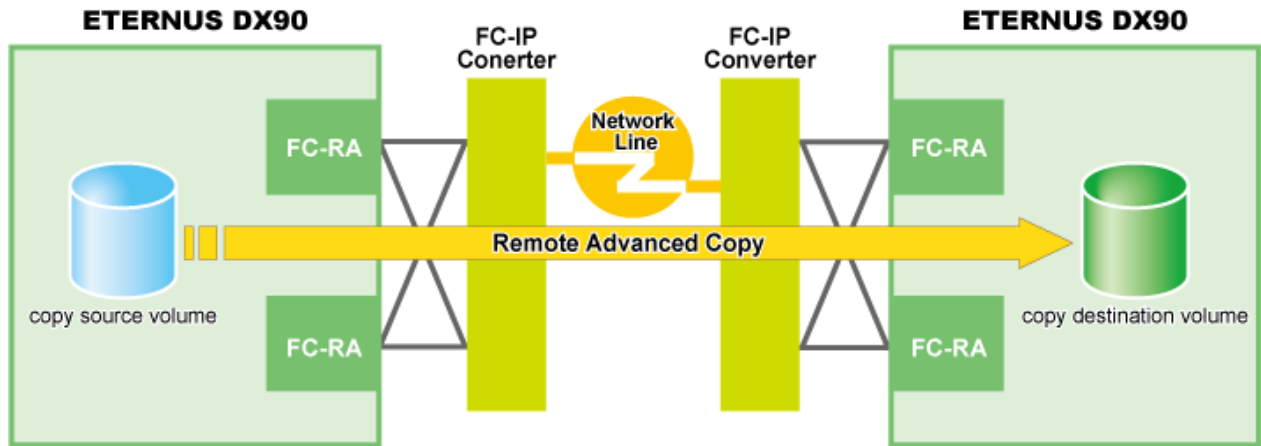 ETERNUS DX90
ETERNUS DX90
FC-IP
Conerter
FC-IP
Converter
FC-RA
Network
Line
FC-RA
Remote Advanced Copy
copy source volume
copy destination volume
FC-RA
FC-RA